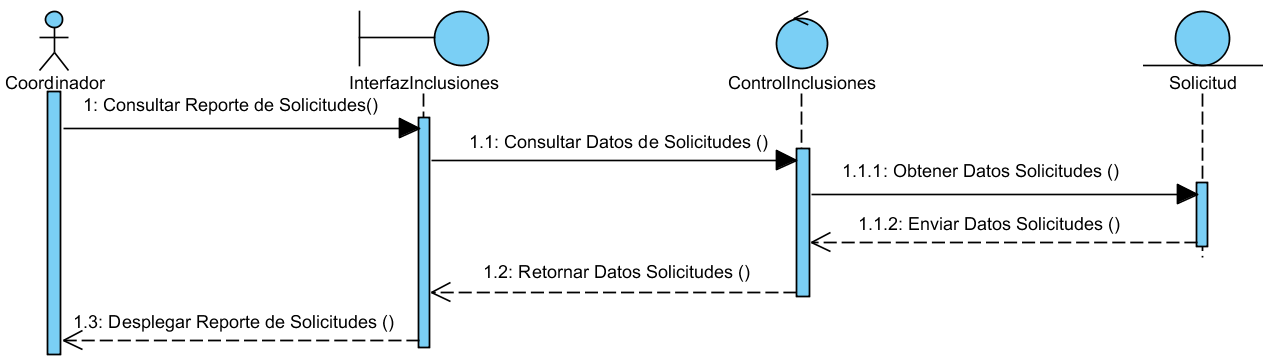 Coordinador
InterfazInclusiones
ControlInclusiones
Solicitud
1: Consultar Reporte de Solicitudes()
1.1: Consultar Datos de Solicitudes ()
1.1.1: Obtener Datos Solicitudes ()
1.1.2: Enviar Datos Solicitudes ()
1.2: Retornar Datos Solicitudes ()
1.3: Desplegar Reporte de Solicitudes ()